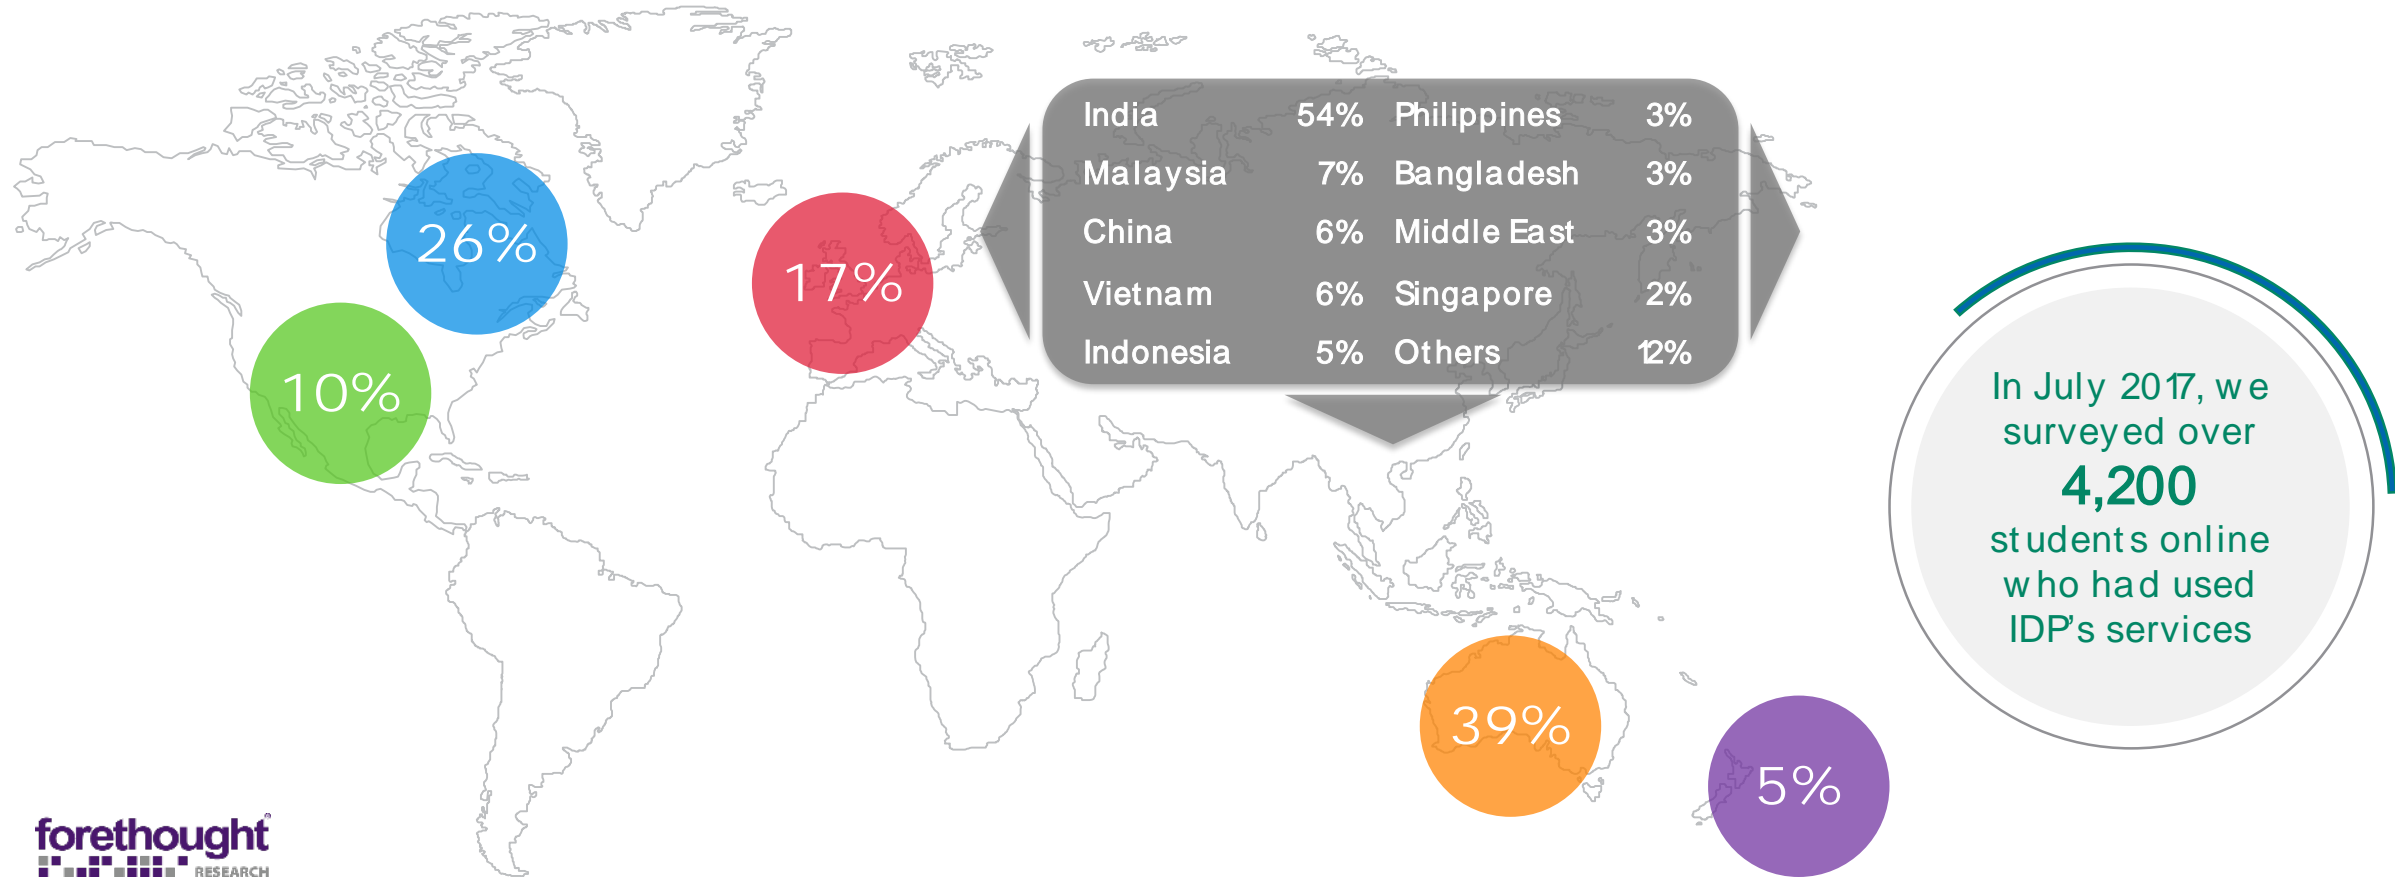 India 54% Philippines 3%
Malaysia 7% Bangladesh 3%
China 6% Middle East 3%
Vietnam 6% Singapore 2%
Indonesia 5% Others 12%
26%
17%
10%
39%
5%
In July 2017, we
surveyed over
4,200
students online
who had used
IDP's services
forethought®
RESEARCH